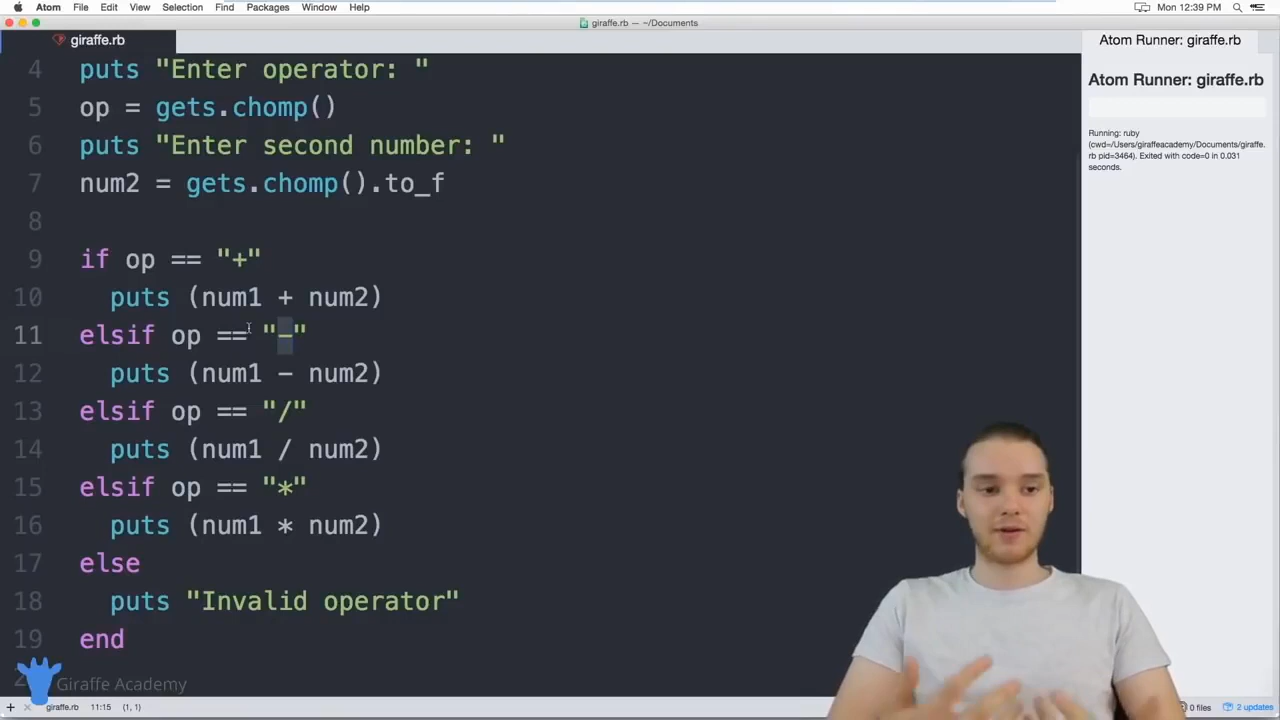 Atom File Edit View Selection Find Packages Window Help
Mon 12:39 PM
giraffe.rb — ~/Documents
giraffe.rb
Atom Runner: giraffe.rb
4 puts "Enter operator: "
5 op = gets.chomp()
6 puts "Enter second number: "
7 num2 = gets.chomp().to_f
8
9 if op == "+"
10 puts (num1 + num2)
11 elsif op == "-"
12 puts (num1 - num2)
13 elsif op == "/"
14 puts (num1 / num2)
15 elsif op == "*"
16 puts (num1 * num2)
17 else
18 puts "Invalid operator"
19 end
Atom Runner: giraffe.rb
Running: ruby
(cwd=/Users/giraffeacademy/Documents/giraffe.
rb pid=3464). Exited with code=0 in 0.031
seconds.
Giraffe Academy
giraffe.rb 11:15 (1, 1)
0 files 2 updates